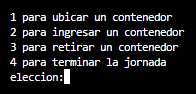 1 para ubicar un contenedor
2 para ingresar un contenedor
3 para retirar un contenedor
4 para terminar la jornada
eleccion: